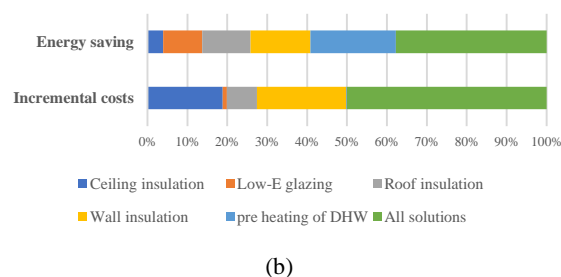 Energy saving
Incremental costs
0% 10% 20% 30% 40% 50% 60% 70% 80% 90% 100%
Ceiling insulation Low-E glazing Roof insulation
Wall insulation pre heating of DHW All solutions
(b)